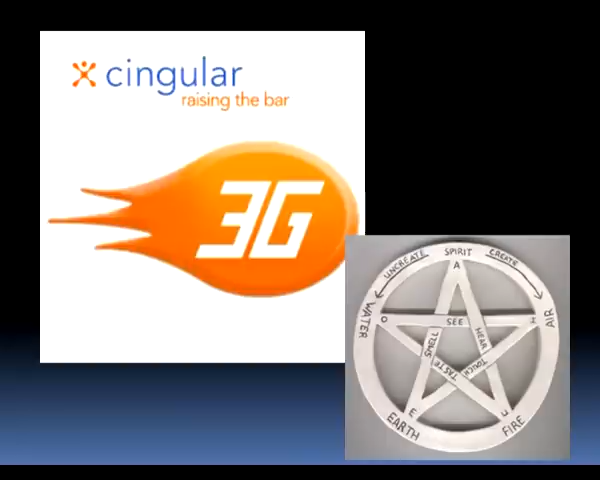 cingular
raising the bar
3G
UNCREATE SPIRIT CREATE
A
WATER O SEE H AIR
SMELL HEAR
TASTE TOUCH
E U
EARTH FIRE